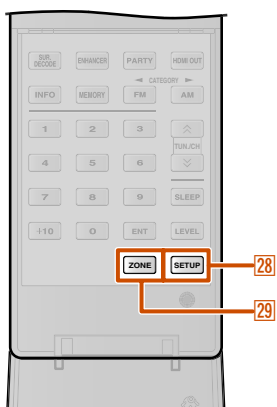 SUR. DECODE ENHANCER PARTY HDMI OUT
CATEGORY
INFO MEMORY FM AM
1 2 3
TUN./CH
4 5 6
7 8 9 SLEEP
+10 0 ENT LEVEL
ZONE SETUP 28
29